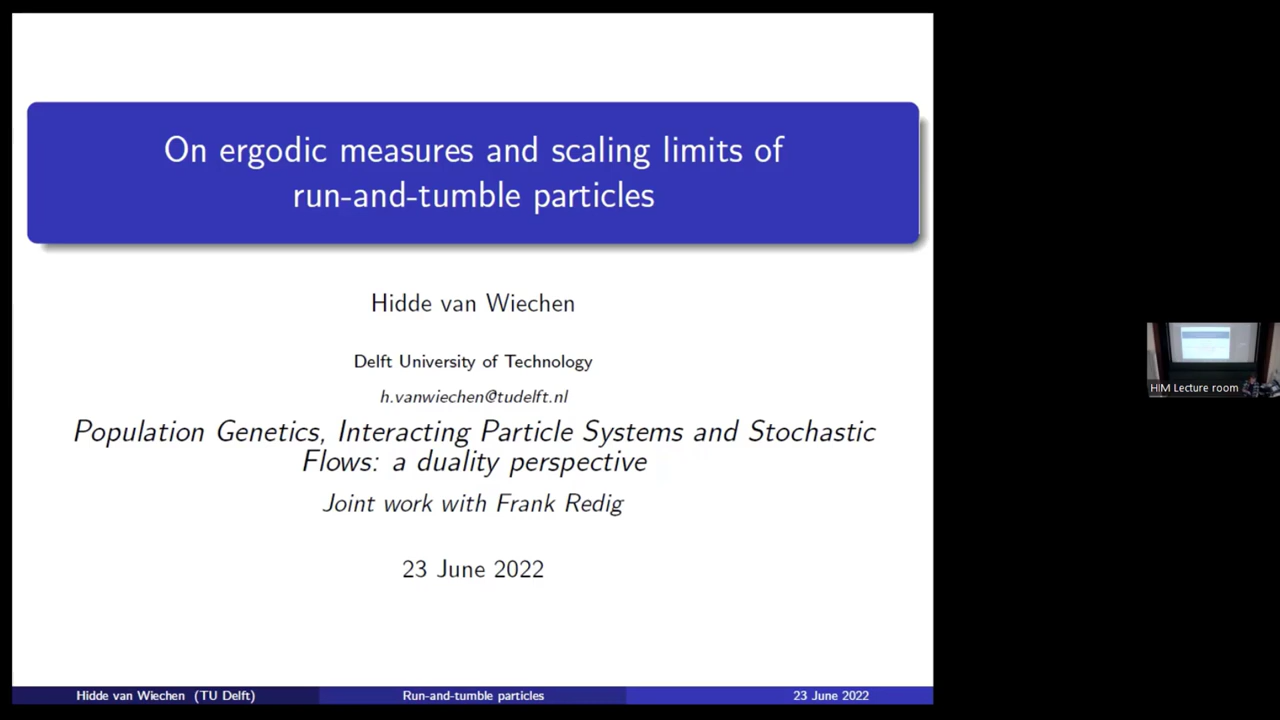 On ergodic measures and scaling limits of
run-and-tumble particles
Hidde van Wiechen
Delft University of Technology
h.vanwiechen@tudelft.nl
Population Genetics, Interacting Particle Systems and Stochastic
Flows: a duality perspective
Joint work with Frank Redig
23 June 2022
HIM Lecture room
Hidde van Wiechen (TU Delft)
Run-and-tumble particles
23 June 2022